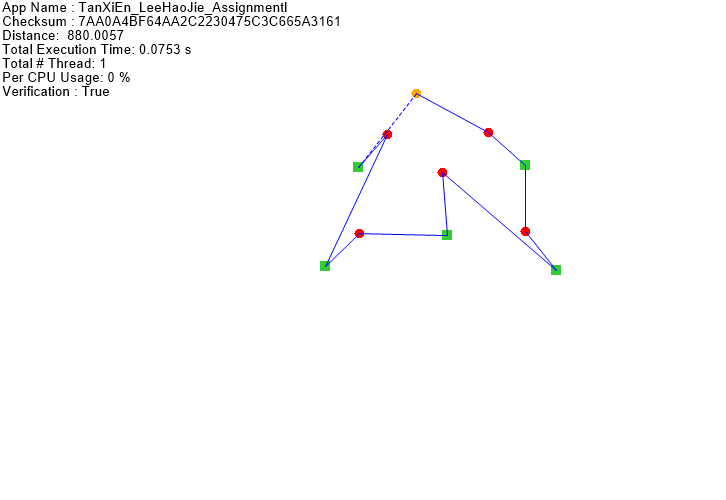 App Name : TanXiEn_LeeHaoJie_AssignmentI
Checksum : 7AA0A4BF64AA2C2230475C3C665A3161
Distance:  880.0057
Total Execution Time: 0.0753 s
Total # Thread: 1
Per CPU Usage: 0 %
Verification : True